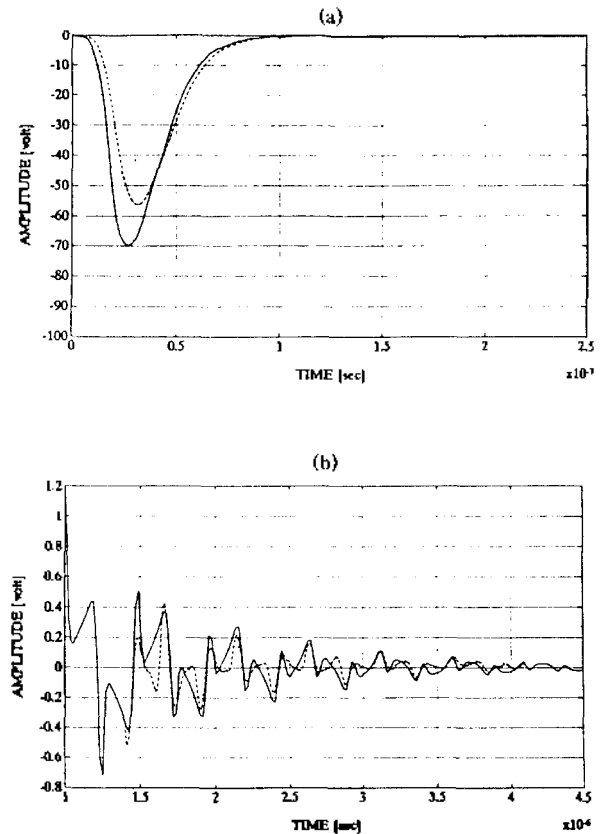 (a)
0
-10
-20
-30
-40
-50
-60
-70
-80
-90
-100
AMPLITUDE [volt]
0 0.5 1 1.5 2 2.5
TIME [sec]
x10⁻⁷
(b)
1.2
1
0.8
0.6
0.4
0.2
0
-0.2
-0.4
-0.6
-0.8
AMPLITUDE [volt]
1 1.5 2 2.5 3 3.5 4 4.5
TIME [sec]
x10⁻⁶